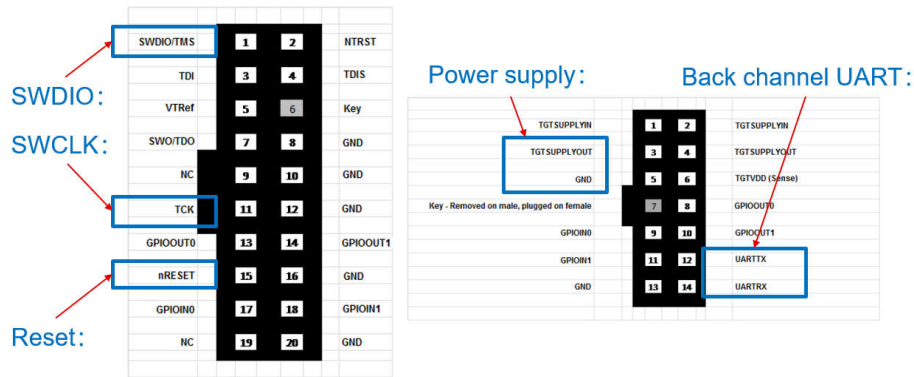 SWDIO:
SWCLK:
Reset:
SWDIO/TMS 1 2 NTRST
TDI 3 4 TDIS
VTRef 5 6 Key
SWO/TDO 7 8 GND
NC 9 10 GND
TCK 11 12 GND
GPIOOUT0 13 14 GPIOOUT1
nRESET 15 16 GND
GPIOIN0 17 18 GPIOIN1
NC 19 20 GND
Power supply:
Back channel UART:
TGTSUPPLYIN 1 2 TGTSUPPLYIN
TGTSUPPLYOUT 3 4 TGTSUPPLYOUT
GND 5 6 TGTVDD (Sense)
Key - Removed on male, plugged on female 7 8 GPIOOUT0
GPIOIN0 9 10 GPIOOUT1
GPIOIN1 11 12 UARTTX
GND 13 14 UARTRX